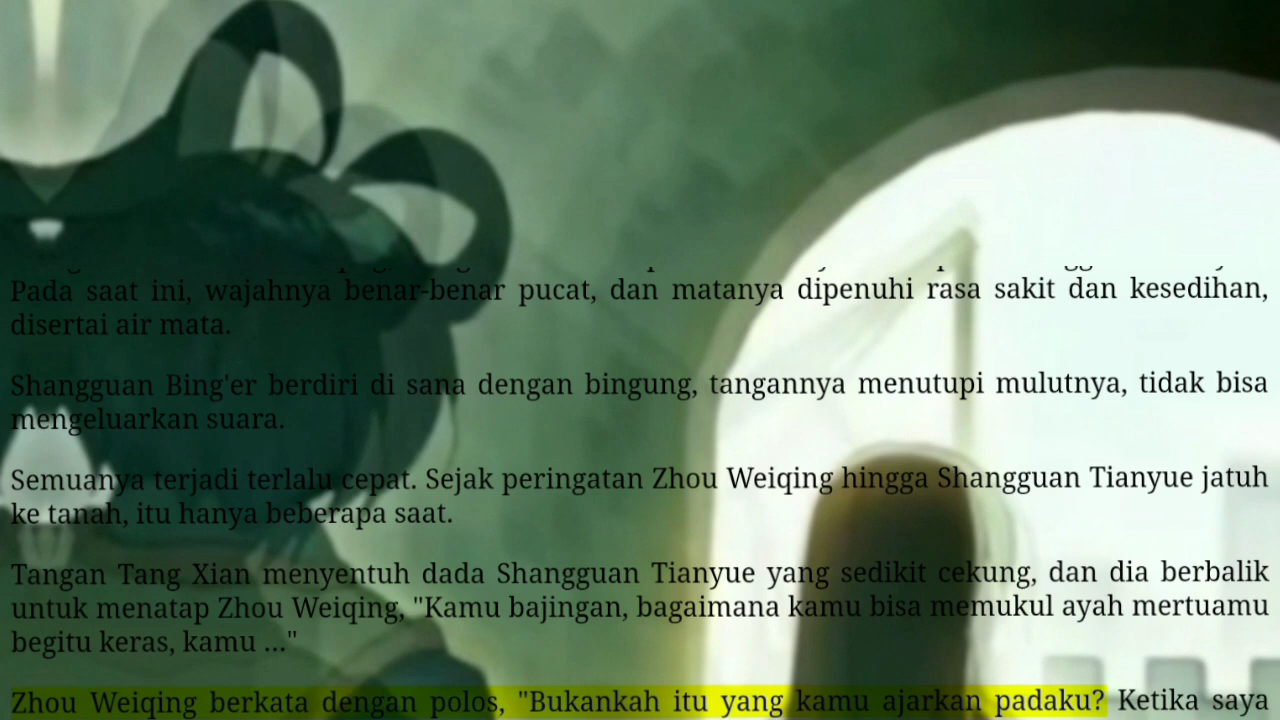 Pada saat ini, wajahnya benar-benar pucat, dan matanya dipenuhi rasa sakit dan kesedihan,
disertai air mata.
Shangguan Bing'er berdiri di sana dengan bingung, tangannya menutupi mulutnya, tidak bisa
mengeluarkan suara.
Semuanya terjadi terlalu cepat. Sejak peringatan Zhou Weiqing hingga Shangguan Tianyue jatuh
ke tanah, itu hanya beberapa saat.
Tangan Tang Xian menyentuh dada Shangguan Tianyue yang sedikit cekung, dan dia berbalik
untuk menatap Zhou Weiqing, "Kamu bajingan, bagaimana kamu bisa memukul ayah mertuamu
begitu keras, kamu ..."
Zhou Weiqing berkata dengan polos, "Bukankah itu yang kamu ajarkan padaku? Ketika saya